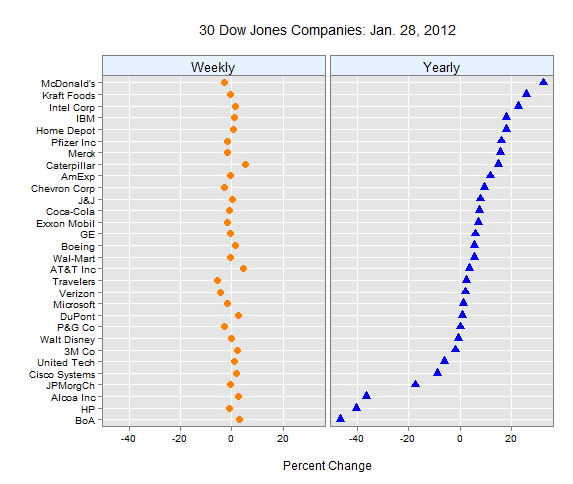 30 Dow Jones Companies: Jan. 28, 2012
Weekly
Yearly
McDonald's
Kraft Foods
Intel Corp
IBM
Home Depot
Pfizer Inc
Merck
Caterpillar
AmExp
Chevron Corp
J&J
Coca-Cola
Exxon Mobil
GE
Boeing
Wal-Mart
AT&T Inc
Travelers
Verizon
Microsoft
DuPont
P&G Co
Walt Disney
3M Co
United Tech
Cisco Systems
JPMorgCh
Alcoa Inc
HP
BoA
-40 -20 0 20
-40 -20 0 20
Percent Change